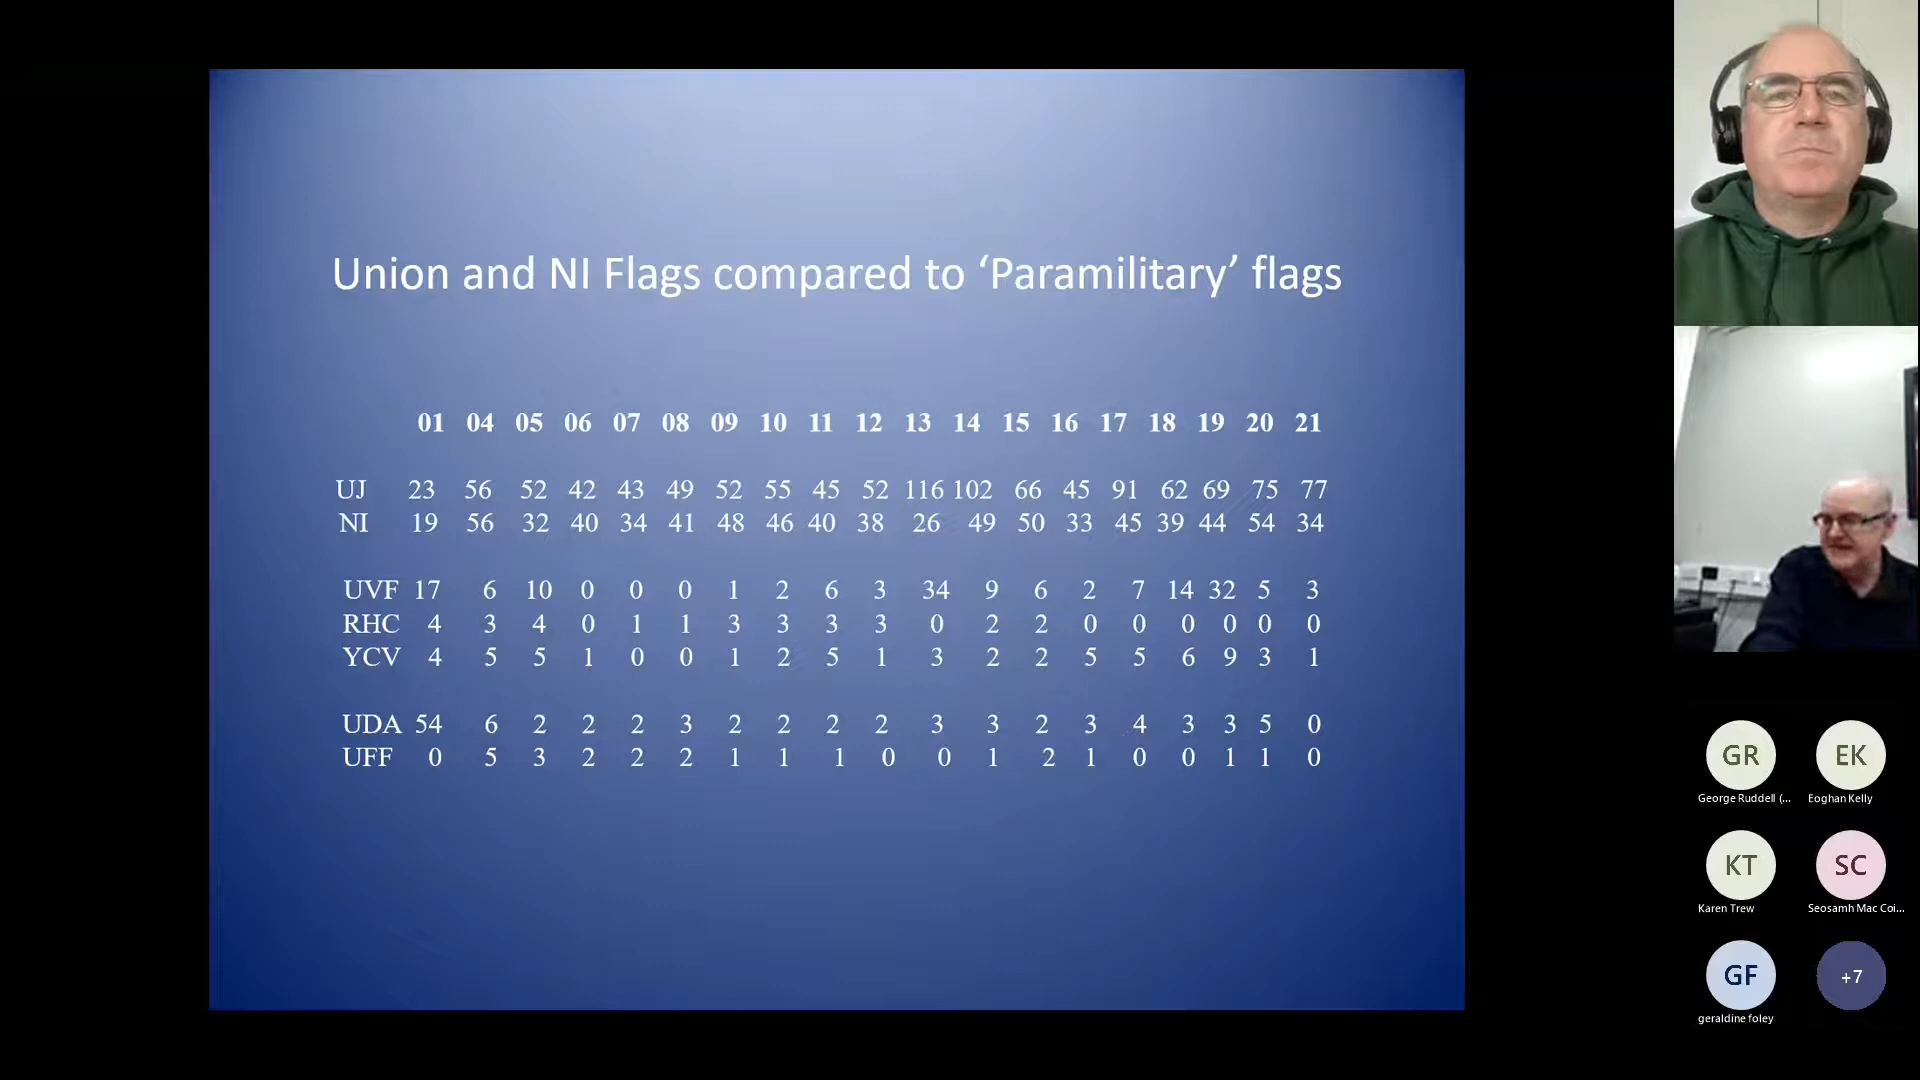 Union and NI Flags compared to ‘Paramilitary’ flags
01 04 05 06 07 08 09 10 11 12 13 14 15 16 17 18 19 20 21
UJ 23 56 52 42 43 49 52 55 45 52 116 102 66 45 91 62 69 75 77
NI 19 56 32 40 34 41 48 46 40 38 26 49 50 33 45 39 44 54 34
UVF 17 6 10 0 0 0 1 2 6 3 34 9 6 2 7 14 32 5 3
RHC 4 3 4 0 1 1 3 3 3 3 0 2 2 0 0 0 0 0 0
YCV 4 5 5 1 0 0 1 2 5 1 3 2 2 5 5 6 9 3 1
UDA 54 6 2 2 2 3 2 2 2 2 3 3 2 3 4 3 3 5 0
UFF 0 5 3 2 2 2 1 1 1 0 0 1 2 1 0 0 1 1 0
GR EK
George Ruddell (... Eoghan Kelly
KT SC
Karen Trew Seosamh Mac Coi...
GF +7
geraldine foley